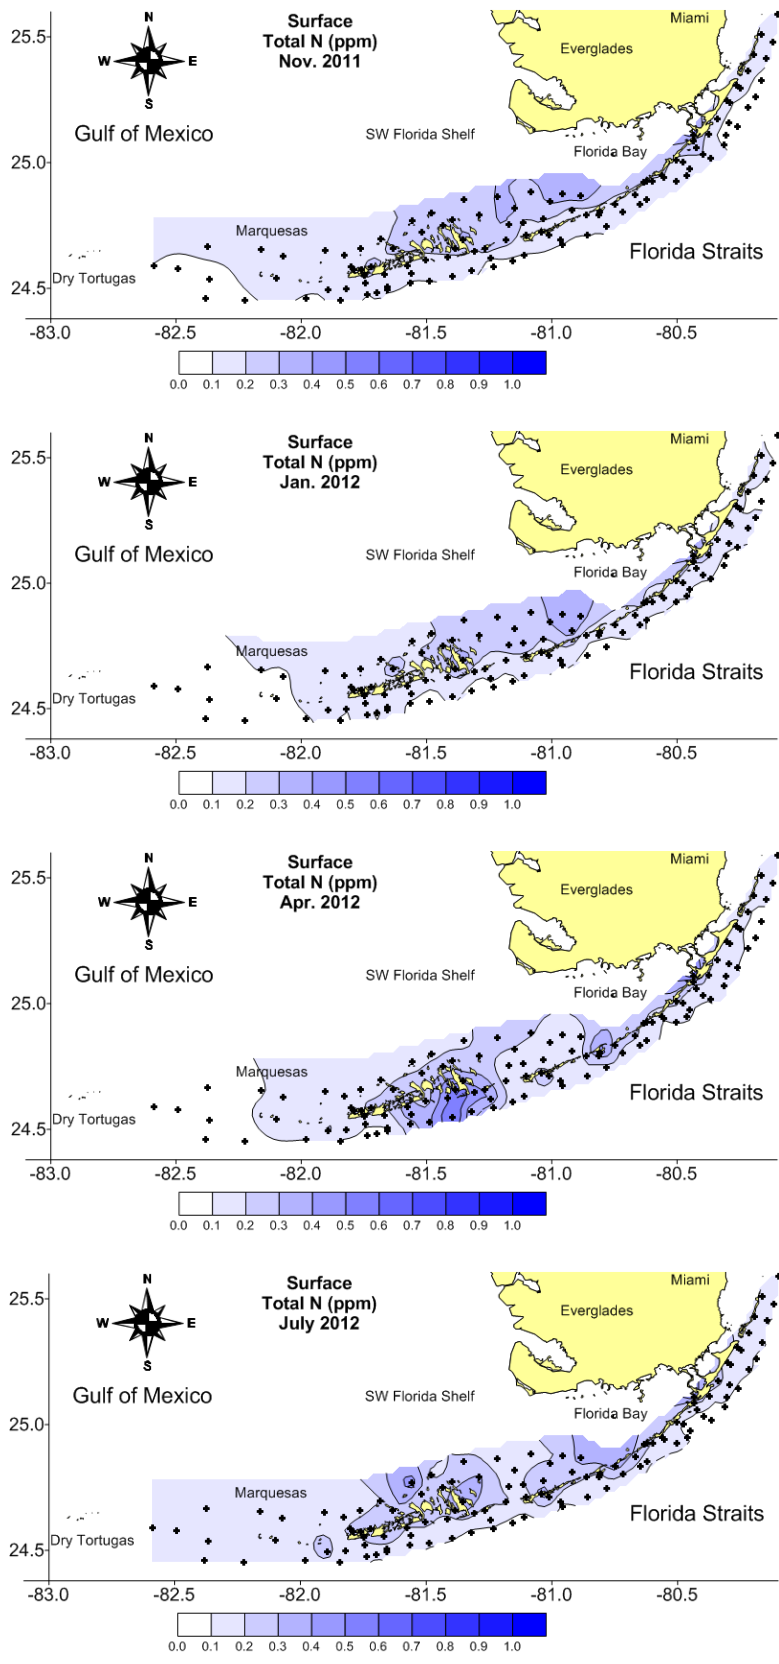 Surface
Total N (ppm)
Nov. 2011
N
W E
S
Miami
Everglades
Gulf of Mexico
SW Florida Shelf
Florida Bay
Marquesas
Dry Tortugas
Florida Straits
25.5
25.0
24.5
-83.0 -82.5 -82.0 -81.5 -81.0 -80.5
0.0 0.1 0.2 0.3 0.4 0.5 0.6 0.7 0.8 0.9 1.0
Surface
Total N (ppm)
Jan. 2012
N
W E
S
Miami
Everglades
Gulf of Mexico
SW Florida Shelf
Florida Bay
Marquesas
Dry Tortugas
Florida Straits
25.5
25.0
24.5
-83.0 -82.5 -82.0 -81.5 -81.0 -80.5
0.0 0.1 0.2 0.3 0.4 0.5 0.6 0.7 0.8 0.9 1.0
Surface
Total N (ppm)
Apr. 2012
N
W E
S
Miami
Everglades
Gulf of Mexico
SW Florida Shelf
Florida Bay
Marquesas
Dry Tortugas
Florida Straits
25.5
25.0
24.5
-83.0 -82.5 -82.0 -81.5 -81.0 -80.5
0.0 0.1 0.2 0.3 0.4 0.5 0.6 0.7 0.8 0.9 1.0
Surface
Total N (ppm)
July 2012
N
W E
S
Miami
Everglades
Gulf of Mexico
SW Florida Shelf
Florida Bay
Marquesas
Dry Tortugas
Florida Straits
25.5
25.0
24.5
-83.0 -82.5 -82.0 -81.5 -81.0 -80.5
0.0 0.1 0.2 0.3 0.4 0.5 0.6 0.7 0.8 0.9 1.0